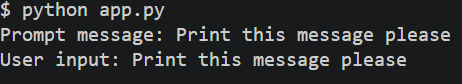 $ python app.py
Prompt message: Print this message please
User input: Print this message please